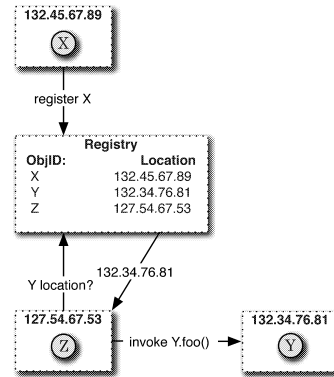 132.45.67.89
X
register X
Registry
ObjID: Location
X 132.45.67.89
Y 132.34.76.81
Z 127.54.67.53
132.34.76.81
Y location?
127.54.67.53
Z
invoke Y.foo()
132.34.76.81
Y